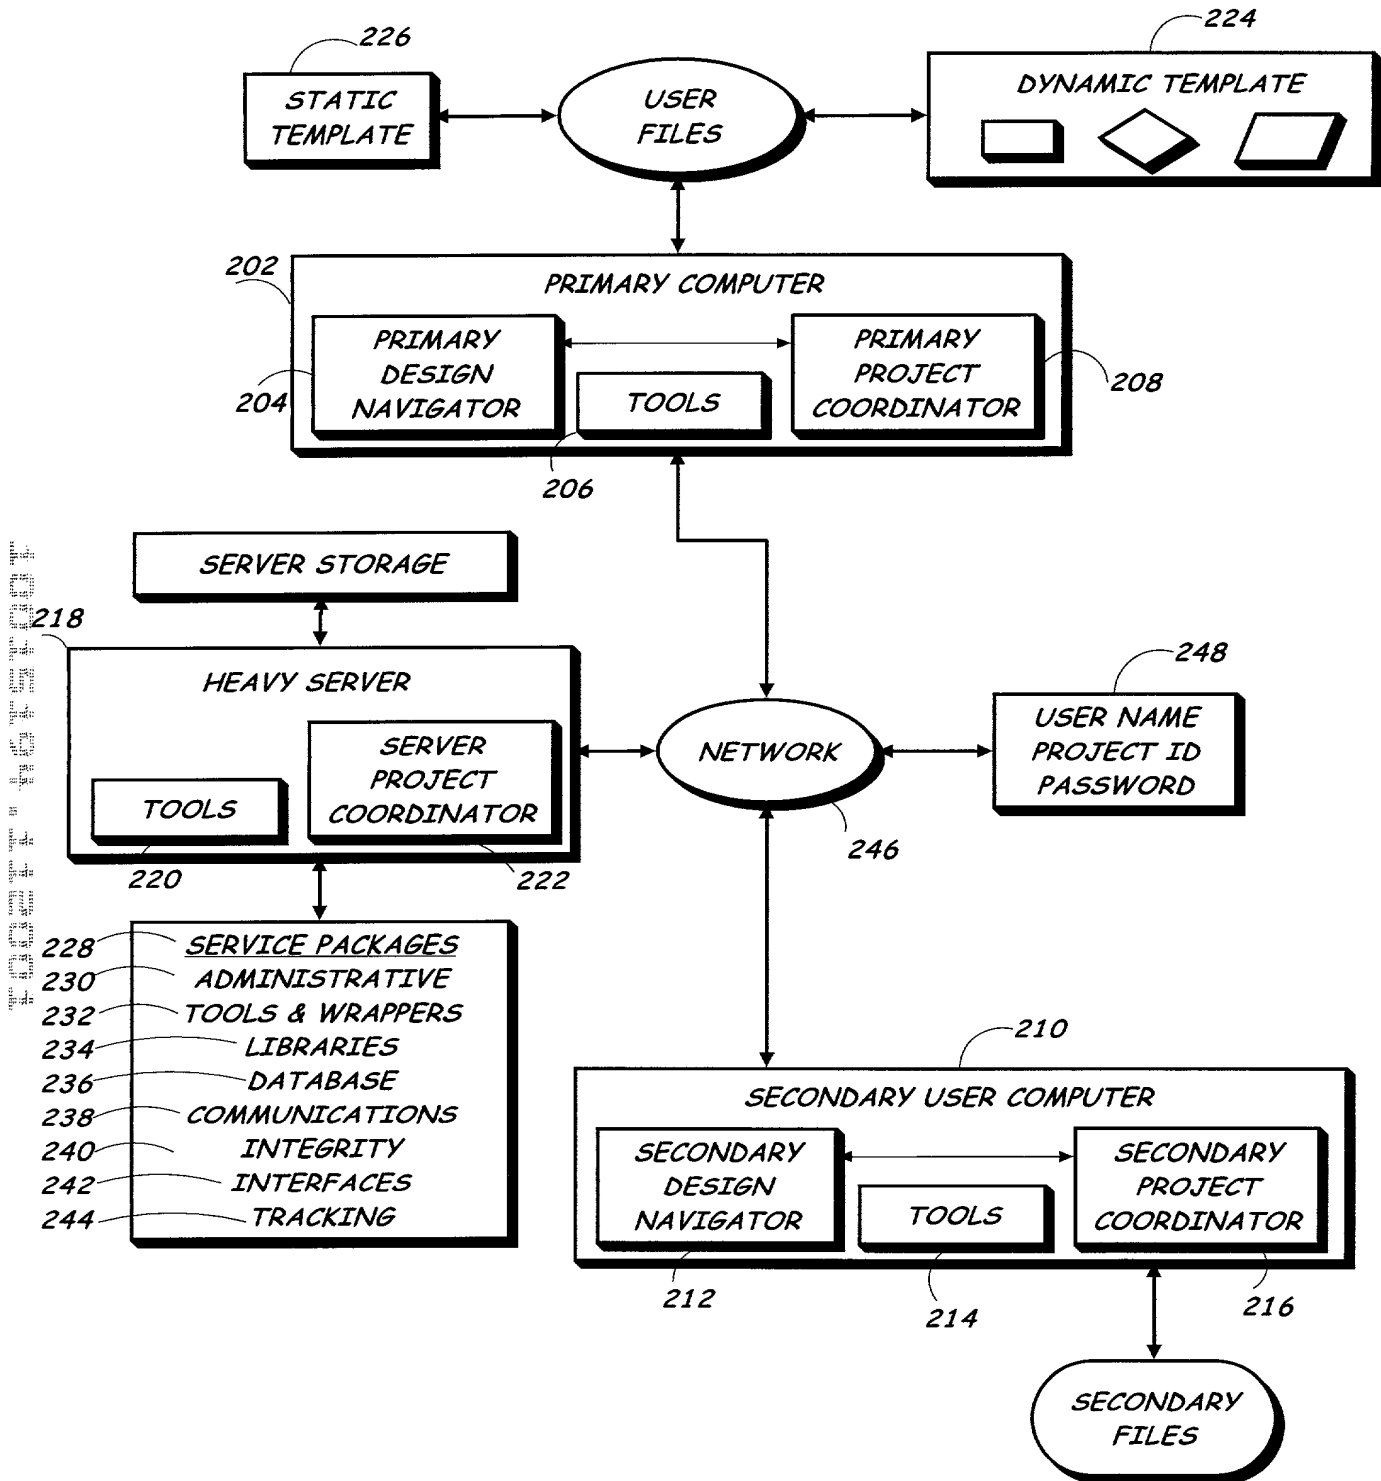 226
224
STATIC
TEMPLATE
USER
FILES
DYNAMIC TEMPLATE
202
PRIMARY COMPUTER
PRIMARY
DESIGN
NAVIGATOR
204
TOOLS
206
PRIMARY
PROJECT
COORDINATOR
208
SERVER STORAGE
218
HEAVY SERVER
SERVER
PROJECT
COORDINATOR
TOOLS
220
222
NETWORK
246
248
USER NAME
PROJECT ID
PASSWORD
228 SERVICE PACKAGES
230 ADMINISTRATIVE
232 TOOLS & WRAPPERS
234 LIBRARIES
236 DATABASE
238 COMMUNICATIONS
240 INTEGRITY
242 INTERFACES
244 TRACKING
210
SECONDARY USER COMPUTER
SECONDARY
DESIGN
NAVIGATOR
212
TOOLS
214
SECONDARY
PROJECT
COORDINATOR
216
SECONDARY
FILES